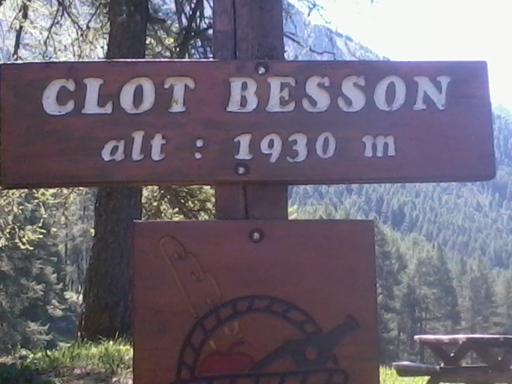 CLOT BESSON
alt : 1930 m